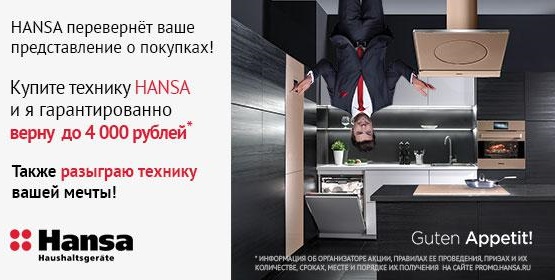 HANSA перевернёт ваше
представление о покупках!
Купите технику HANSA
и я гарантированно
верну до 4 000 рублей*
Также разыграю технику
вашей мечты!
Hansa
Haushaltsgeräte
Guten Appetit!
* ИНФОРМАЦИЯ ОБ ОРГАНИЗАТОРЕ АКЦИИ, ПРАВИЛАХ ЕЕ ПРОВЕДЕНИЯ, ПРИЗАХ И ИХ
КОЛИЧЕСТВЕ, СРОКАХ, МЕСТЕ И ПОРЯДКЕ ИХ ПОЛУЧЕНИЯ НА САЙТЕ PROMO.HANSA.RU